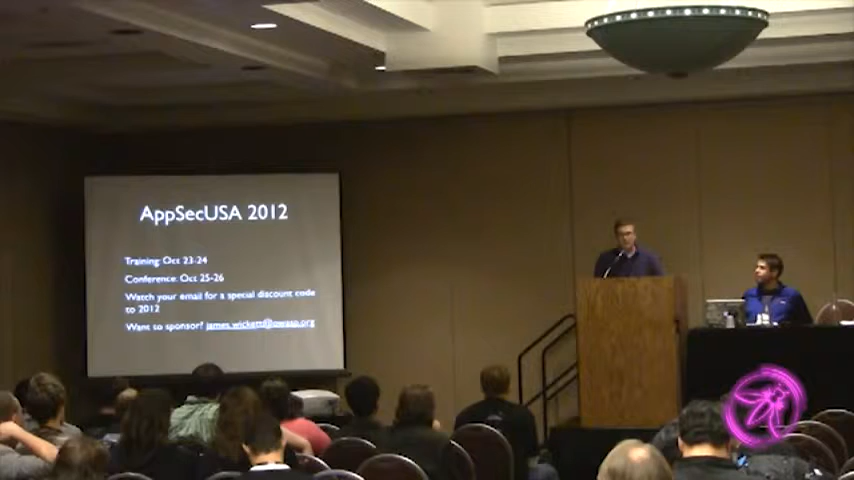 AppSecUSA 2012
Training: Oct 23-24
Conference: Oct 25-26
Watch your email for a special discount code
to 2012
Want to sponsor? james.wickett@owasp.org